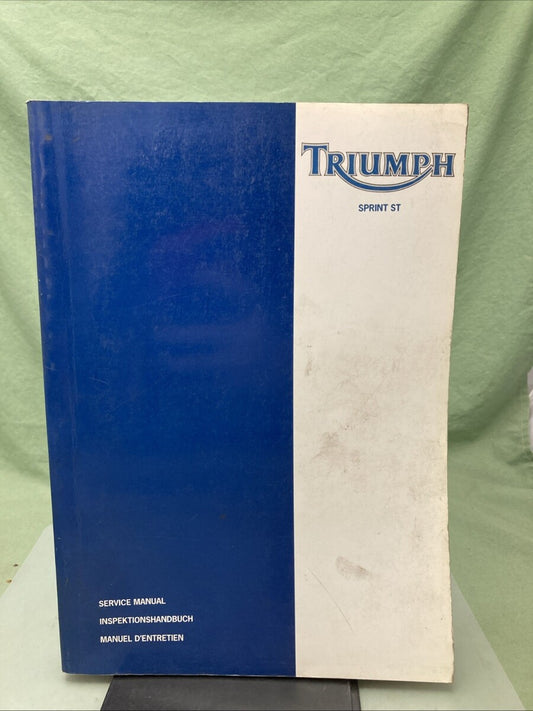 TRIUMPH
SPRINT ST
SERVICE MANUAL
INSPEKTIONSHANDBUCH
MANUEL D'ENTRETIEN